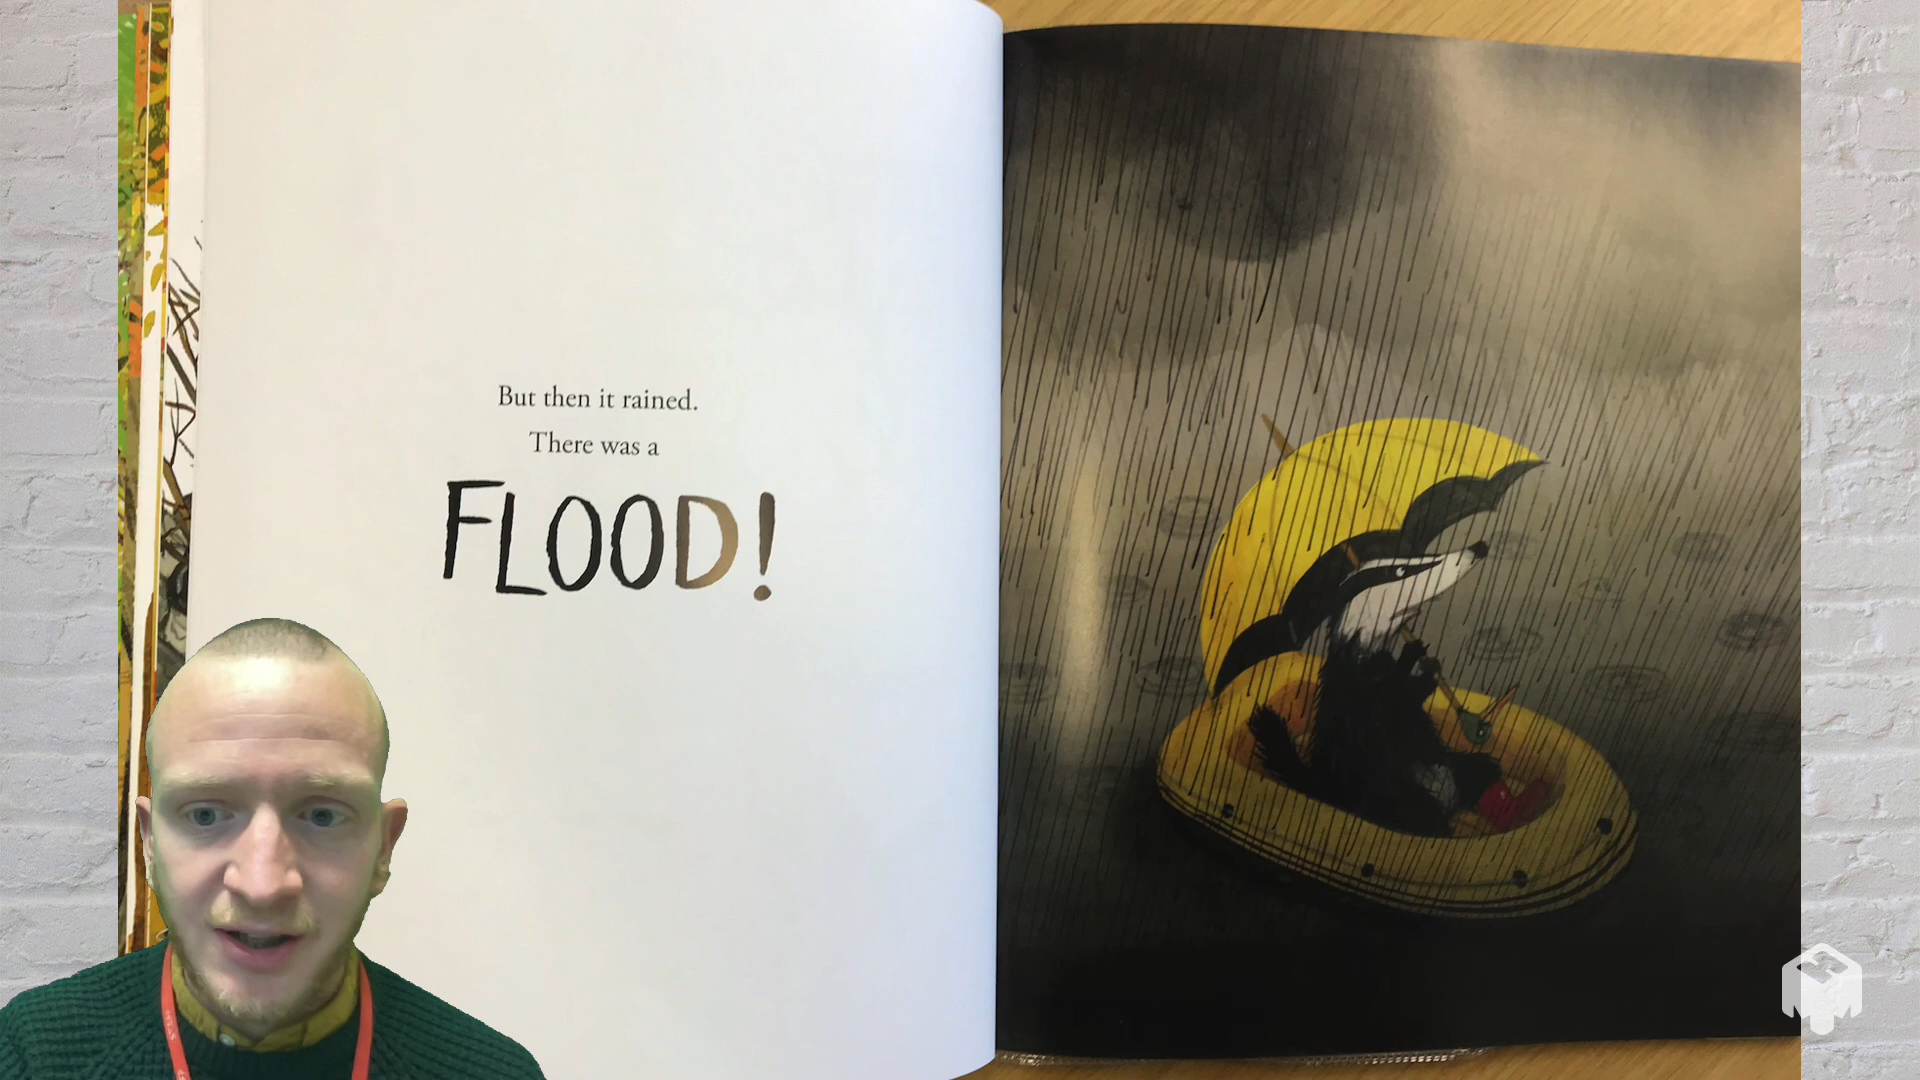 But then it rained.
There was a
FLOOD!